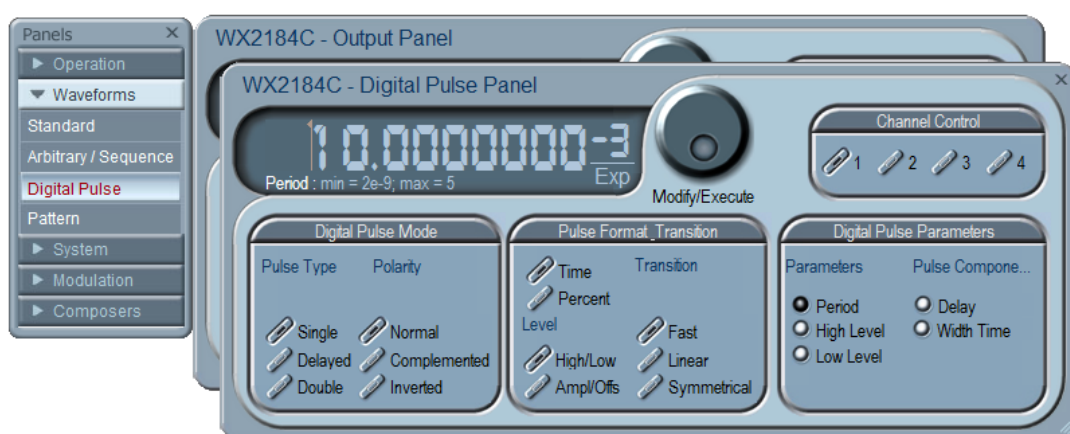 Panels
Operation
Waveforms
Standard
Arbitrary / Sequence
Digital Pulse
Pattern
System
Modulation
Composers
WX2184C - Output Panel
WX2184C - Digital Pulse Panel
10.0000000-3
Exp
Period : min = 2e-9; max = 5
Modify/Execute
Channel Control
1 2 3 4
Digital Pulse Mode
Pulse Type Polarity
Single Normal
Delayed Complemented
Double Inverted
Pulse Format_Transition
Time Transition
Percent
Level
Fast
High/Low Linear
Ampl/Offs Symmetrical
Digital Pulse Parameters
Parameters Pulse Compone...
Period Delay
High Level Width Time
Low Level